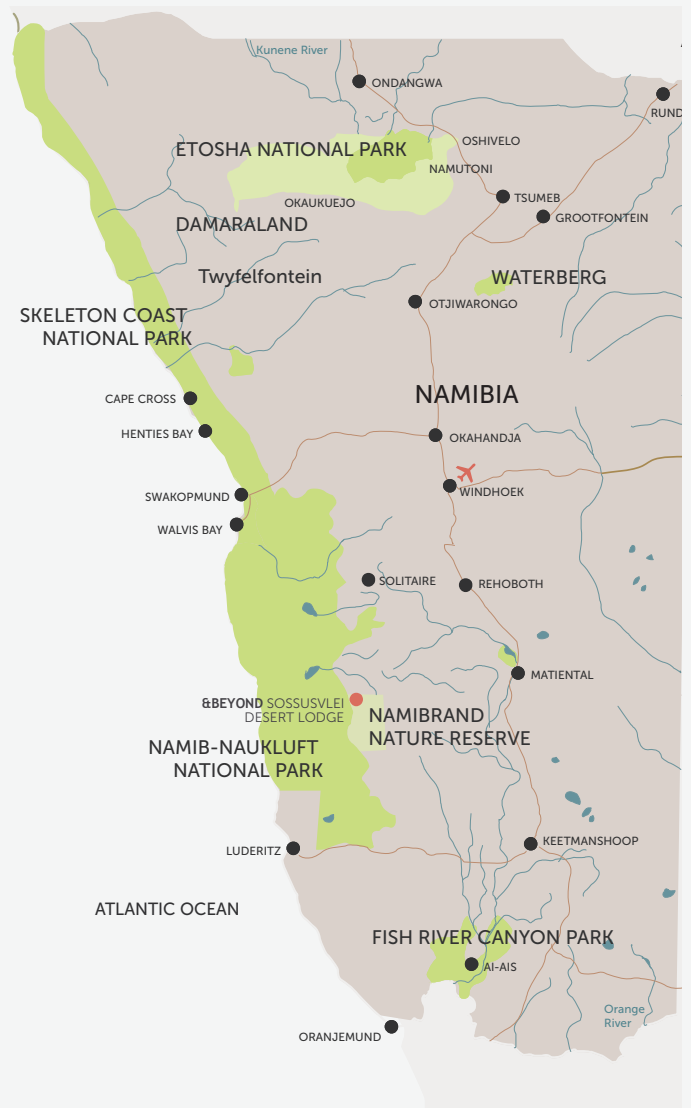 Kunene River
ONDANGWA
RUND
OSHIVELO
ETOSHA NATIONAL PARK
NAMUTONI
TSUMEB
OKAUKUEJO
GROOTFONTEIN
DAMARALAND
Twyfelfontein
WATERBERG
OTJIWARONGO
SKELETON COAST
NATIONAL PARK
NAMIBIA
CAPE CROSS
HENTIES BAY
OKAHANDJA
WINDHOEK
SWAKOPMUND
WALVIS BAY
SOLITAIRE
REHOBOTH
MATIENTAL
&BEYOND SOSSUSVLEI
DESERT LODGE
NAMIBRAND
NATURE RESERVE
NAMIB-NAUKLUFT
NATIONAL PARK
KEETMANSHOOP
LUDERITZ
ATLANTIC OCEAN
FISH RIVER CANYON PARK
AI-AIS
Orange
River
ORANJEMUND